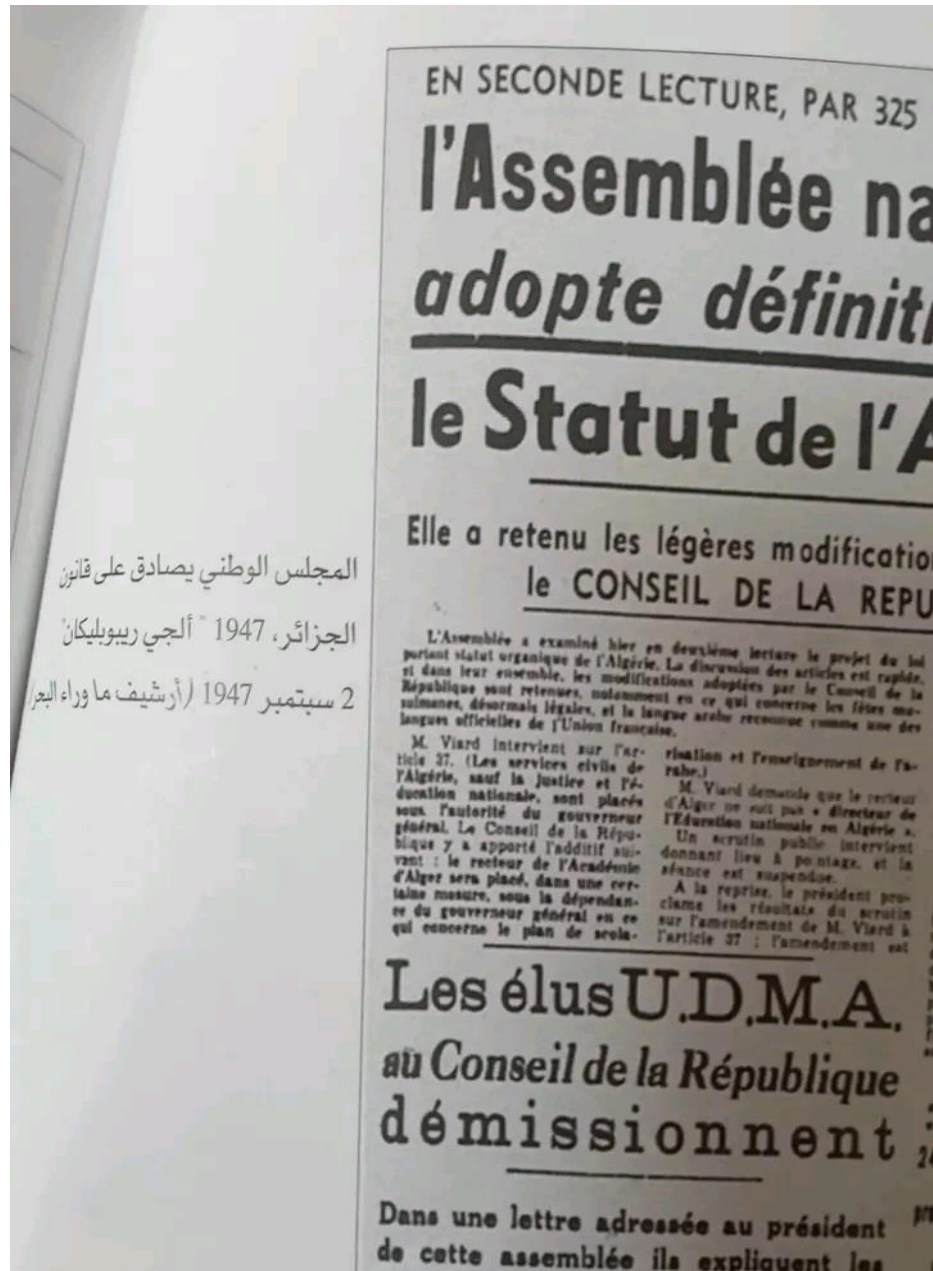 EN SECONDE LECTURE, PAR 325
l'Assemblée na
adopte définiti
le Statut de l'A
Elle a retenu les légères modificatio
le CONSEIL DE LA REPU
L'Assemblée a examiné hier en deuxième lecture le projet du loi
portant statut organique de l'Algérie. La discussion des articles est rapide,
et dans leur ensemble, les modifications adoptées par le Conseil de la
République sont retenues, notamment en ce qui concerne les fêtes mu-
sulmanes, désormais légales, et la langue arabe reconnue comme une des
langues officielles de l'Union française.
M. Viard intervient sur l'ar-
ticle 37. (Les services civils de
l'Algérie, sauf la justice et l'é-
ducation nationale, sont placés
sous l'autorité du gouverneur
général. Le Conseil de la Répu-
blique y a apporté l'additif sui-
vant : le recteur de l'Académie
d'Alger sera placé, dans une cer-
taine mesure, sous la dépendan-
ce du gouverneur général en ce
qui concerne le plan de scola-
risation et l'enseignement de l'a-
rabe.)
M. Viard demande que le recteur
d'Alger ne soit pas « directeur de
l'Education nationale en Algérie ».
Un scrutin public intervient
donnant lieu à pointage, et la
séance est suspendue.
A la reprise, le président pro-
clame les résultats du scrutin
sur l'amendement de M. Viard à
l'article 37 ; l'amendement est
Les élus U.D.M.A.
au Conseil de la République
démissionnent
Dans une lettre adressée au président
de cette assemblée ils expliquent les
المجلس الوطني يصادق على قانون
الجزائر، 1947 " ألجي ريبوبليكان"
2 سبتمبر 1947 (أرشيف ما وراء البحر